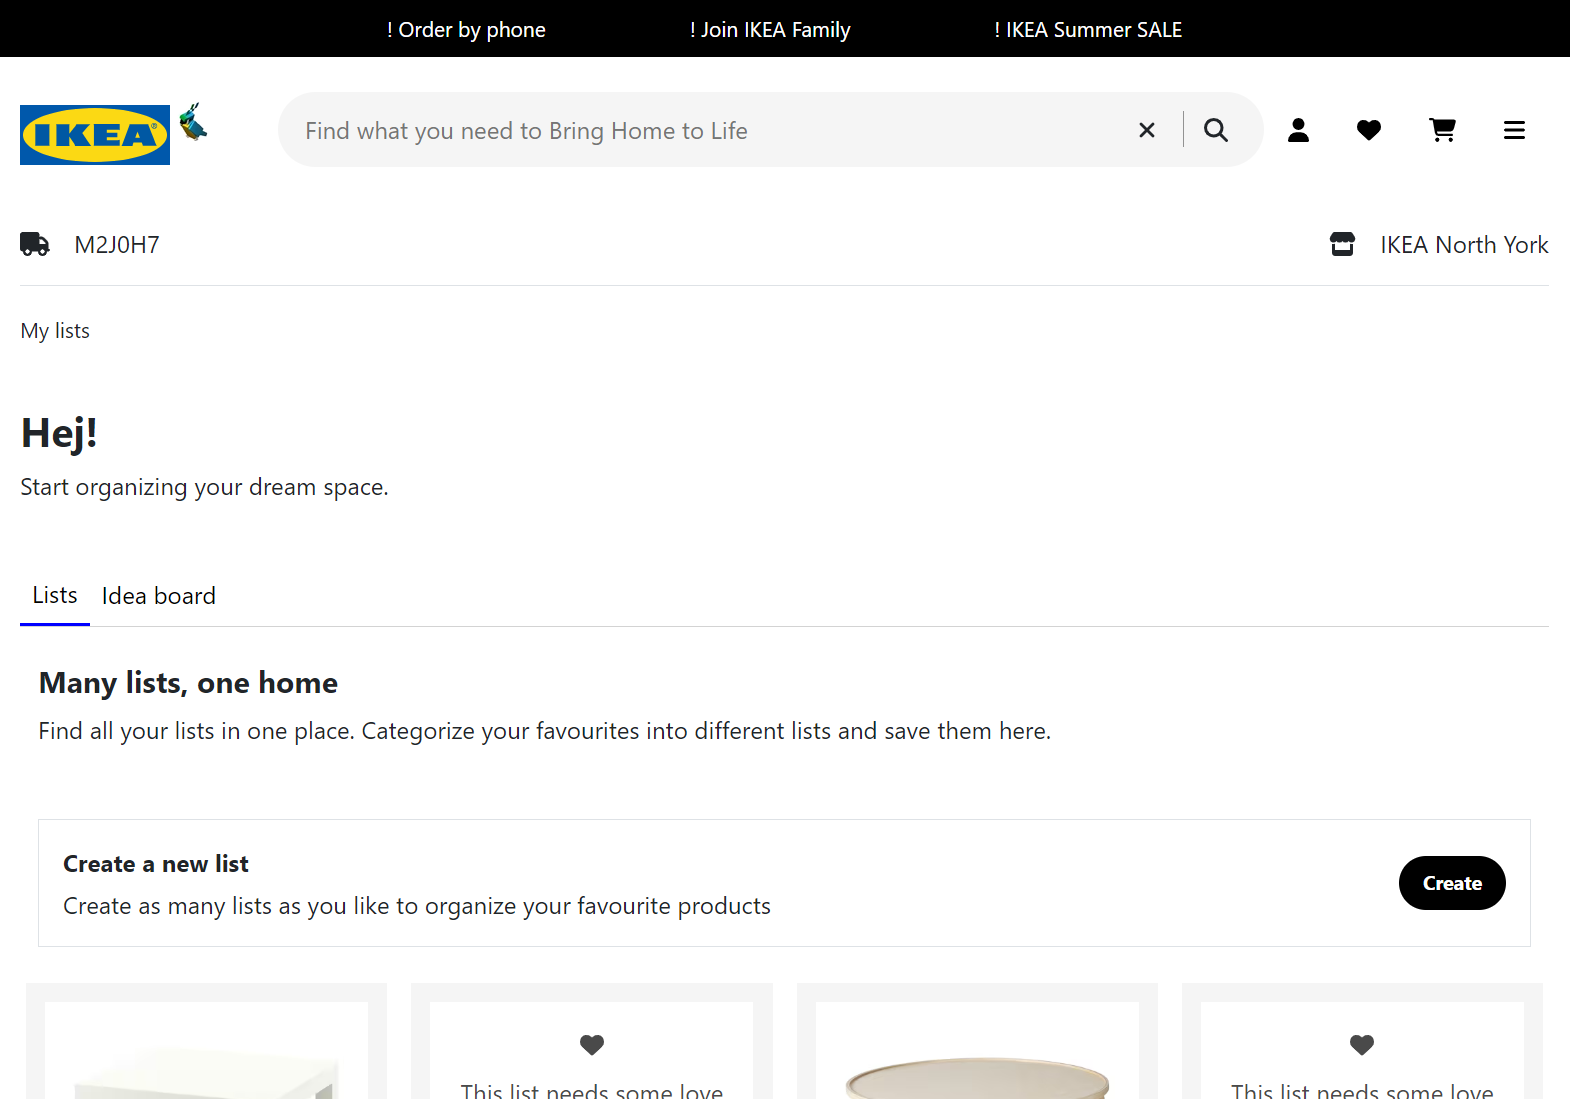 ! Order by phone
! Join IKEA Family
! IKEA Summer SALE
IKEA
Find what you need to Bring Home to Life
M2J0H7
IKEA North York
My lists
Hej!
Start organizing your dream space.
Lists
Idea board
Many lists, one home
Find all your lists in one place. Categorize your favourites into different lists and save them here.
Create a new list
Create as many lists as you like to organize your favourite products
Create
This list needs some love
This list needs some love